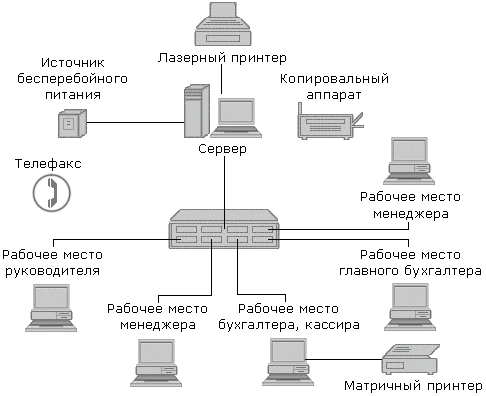 Лазерный принтер
Источник
бесперебойного
питания
Копировальный
аппарат
Сервер
Телефакс
Рабочее место
менеджера
Рабочее место
руководителя
Рабочее место
главного бухгалтера
Рабочее место
менеджера
Рабочее место
бухгалтера, кассира
Матричный принтер